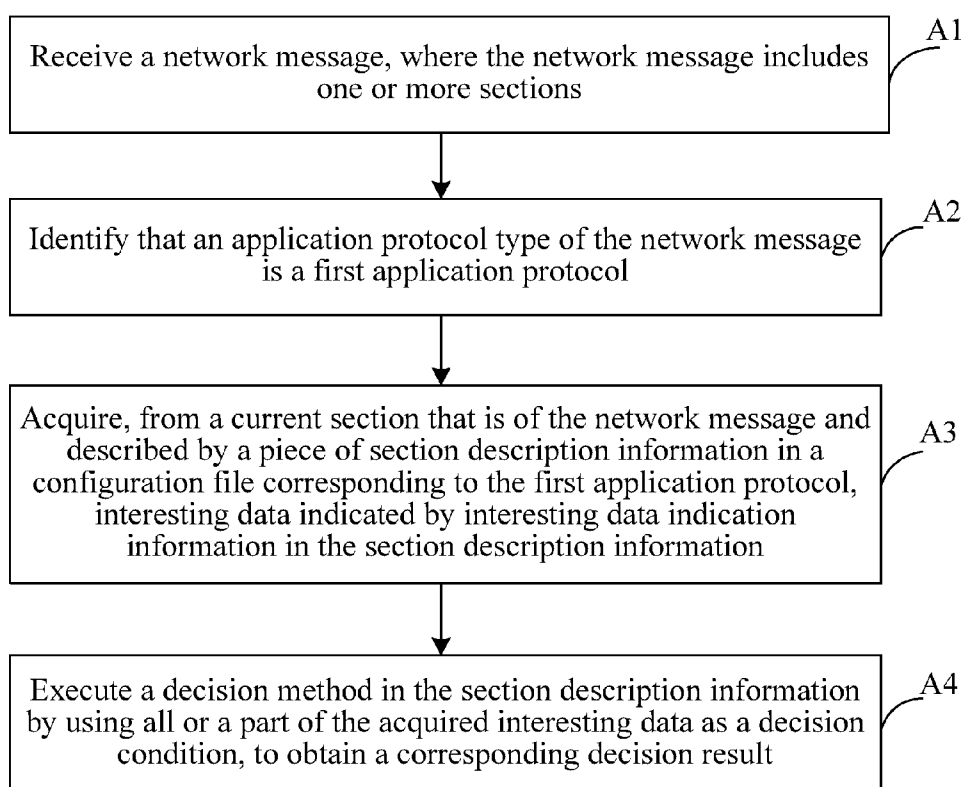 A1
Receive a network message, where the network message includes
one or more sections
A2
Identify that an application protocol type of the network message
is a first application protocol
A3
Acquire, from a current section that is of the network message and
described by a piece of section description information in a
configuration file corresponding to the first application protocol,
interesting data indicated by interesting data indication
information in the section description information
A4
Execute a decision method in the section description information
by using all or a part of the acquired interesting data as a decision
condition, to obtain a corresponding decision result